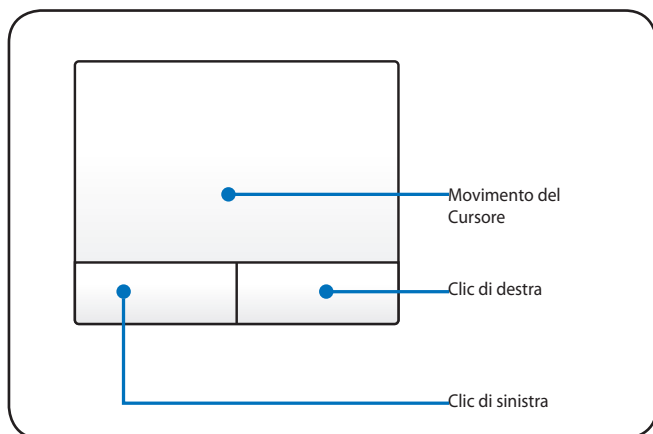 Movimento del
Cursore
Clic di destra
Clic di sinistra